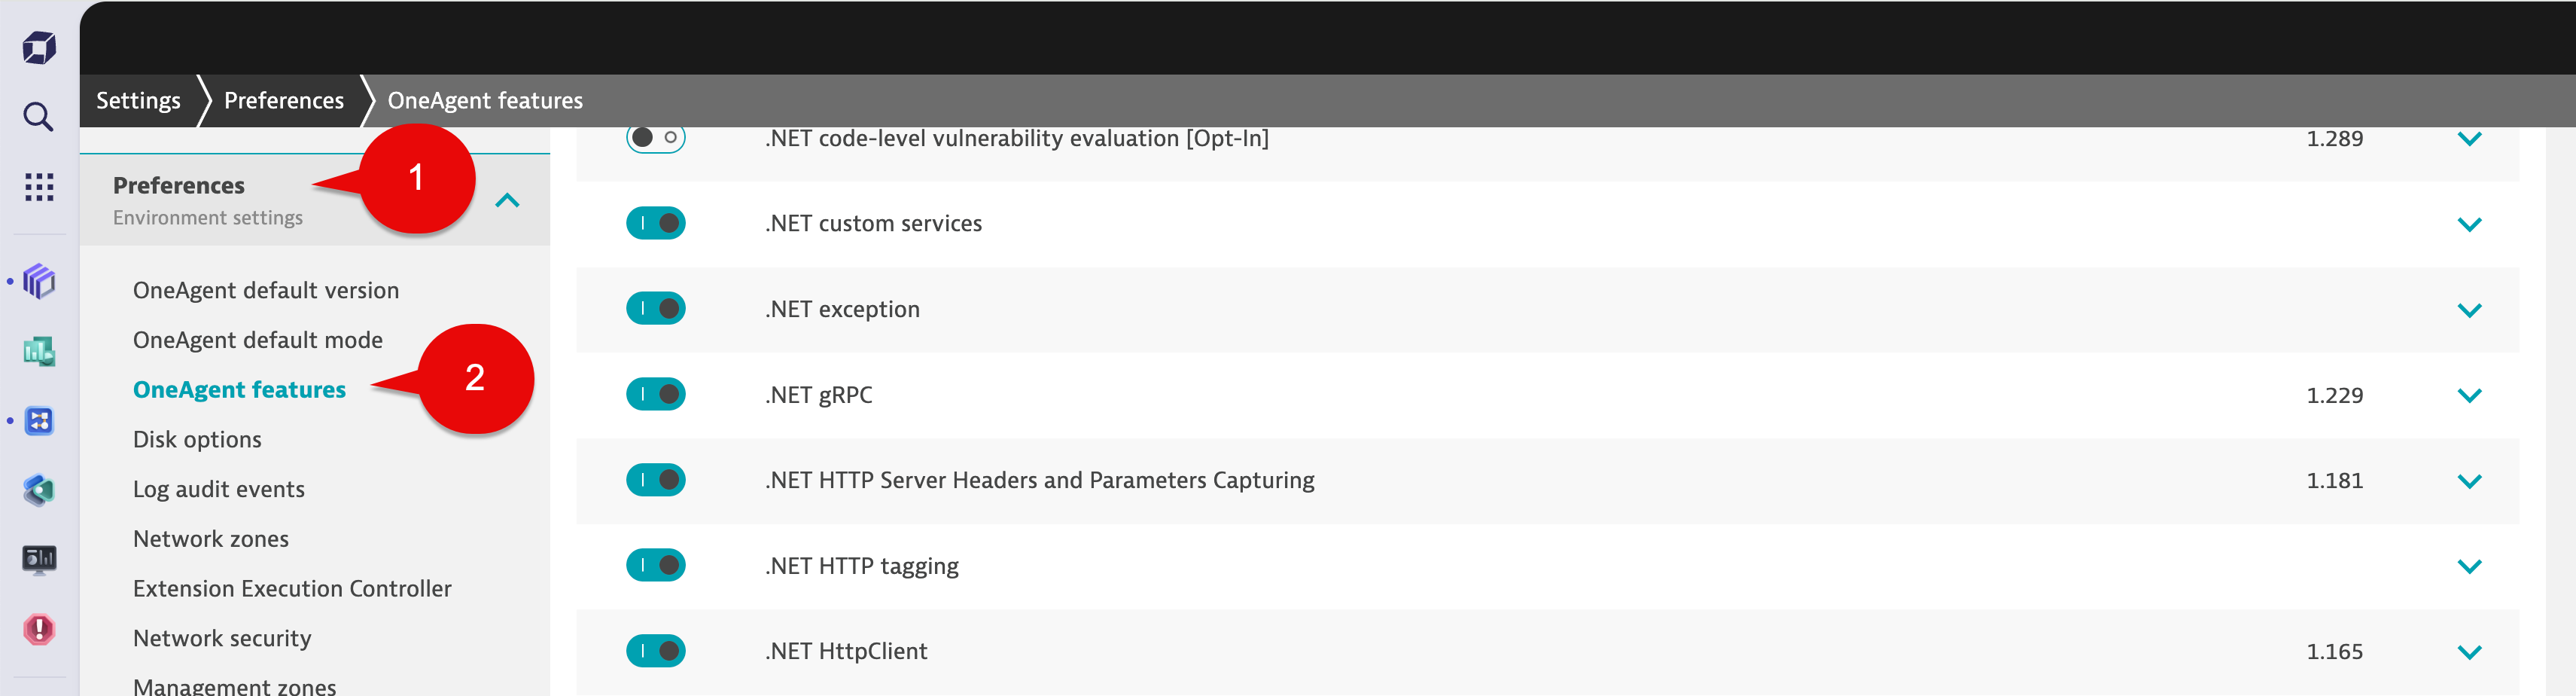 Settings
Preferences
OneAgent features
Preferences
Environment settings
1
OneAgent default version
OneAgent default mode
OneAgent features
2
Disk options
Log audit events
Network zones
Extension Execution Controller
Network security
Management zones
.NET code-level vulnerability evaluation [Opt-In] 1.289
.NET custom services
.NET exception
.NET gRPC 1.229
.NET HTTP Server Headers and Parameters Capturing 1.181
.NET HTTP tagging
.NET HttpClient 1.165